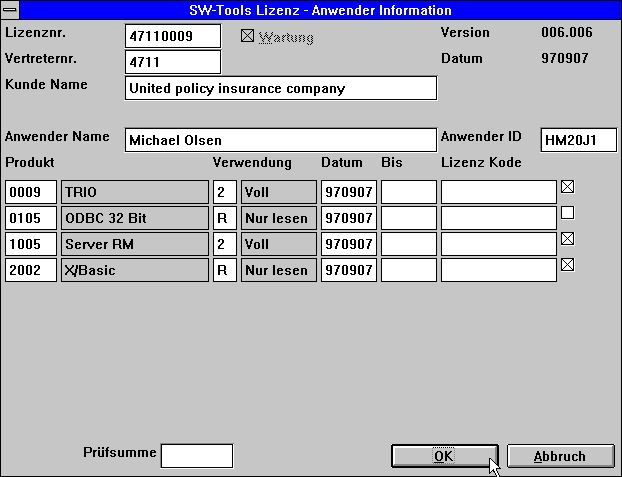 SW-Tools Lizenz - Anwender Information
Lizenznr. 47110009 Wartung Version 006.006
Vertreternr. 4711 Datum 970907
Kunde Name United policy insurance company
Anwender Name Michael Olsen Anwender ID HM20J1
Produkt Verwendung Datum Bis Lizenz Kode
0009 TRIO 2 Voll 970907
0105 ODBC 32 Bit R Nur lesen 970907
1005 Server RM 2 Voll 970907
2002 X/Basic R Nur lesen 970907
Prüfsumme OK Abbruch